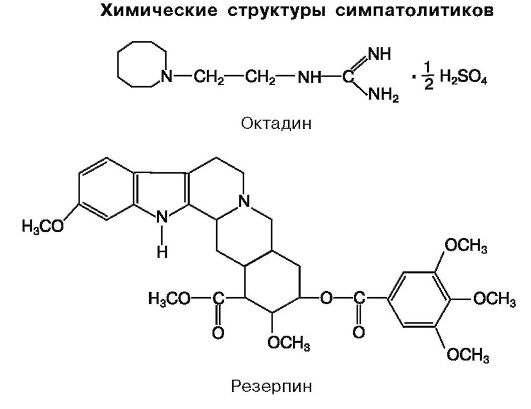 Химические структуры симпатолитиков
N—CH₂—CH₂—NH—C
NH
NH₂
· 1/2 H₂SO₄
Октадин
H₃CO
N
H
N
H₃CO—C
O
OCH₃
O—C
O
OCH₃
OCH₃
OCH₃
Резерпин